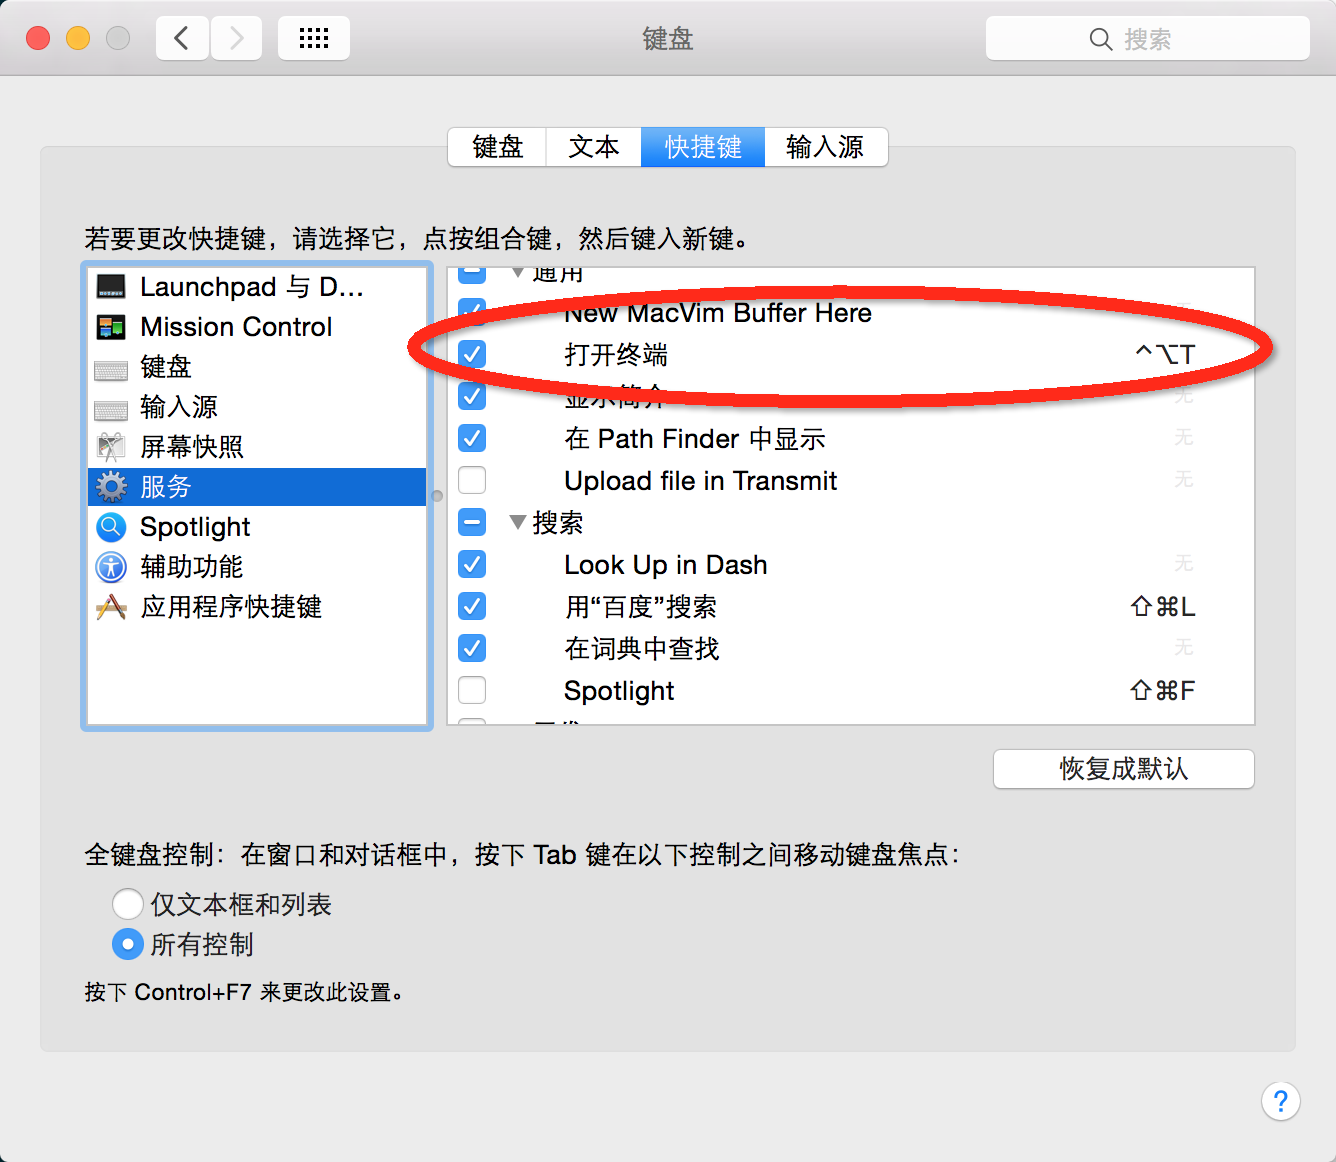 键盘
搜索
键盘 文本 快捷键 输入源
若要更改快捷键，请选择它，点按组合键，然后键入新键。
Launchpad 与 D...
Mission Control
键盘
输入源
屏幕快照
服务
Spotlight
辅助功能
应用程序快捷键
通用
New MacVim Buffer Here 无
打开终端 ^⌥T
显示简介 无
在 Path Finder 中显示 无
Upload file in Transmit 无
搜索
Look Up in Dash 无
用“百度”搜索 ⇧⌘L
在词典中查找 无
Spotlight ⇧⌘F
恢复成默认
全键盘控制：在窗口和对话框中，按下 Tab 键在以下控制之间移动键盘焦点：
仅文本框和列表
所有控制
按下 Control+F7 来更改此设置。
?